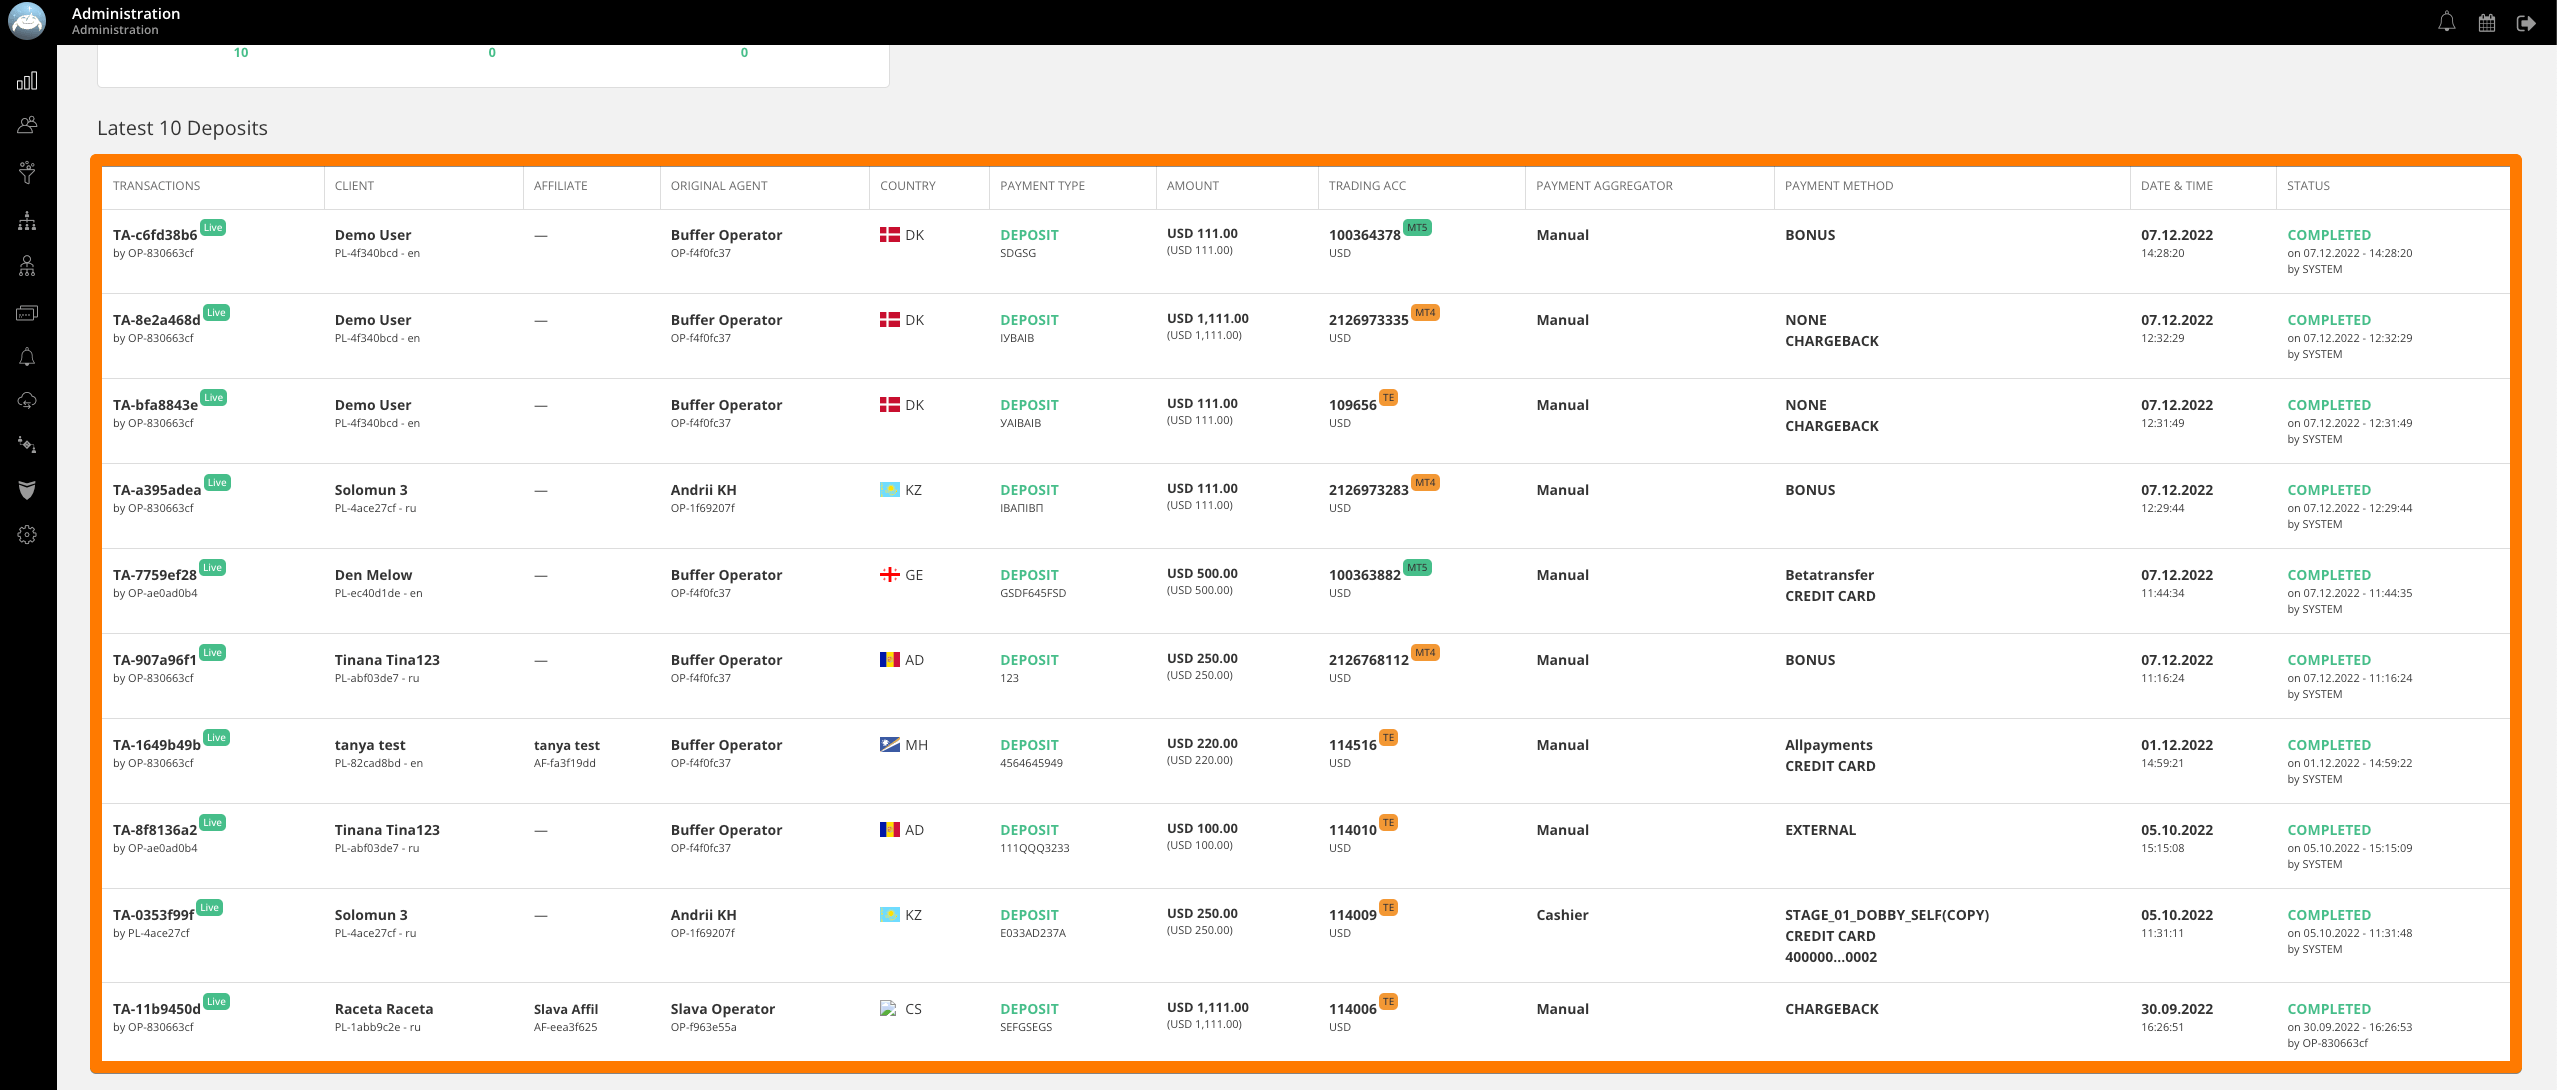 Administration
Administration
10 0 0
Latest 10 Deposits
TRANSACTIONS CLIENT AFFILIATE ORIGINAL AGENT COUNTRY PAYMENT TYPE AMOUNT TRADING ACC PAYMENT AGGREGATOR PAYMENT METHOD DATE & TIME STATUS
TA-c6fd38b6 Live Demo User — Buffer Operator DK DEPOSIT USD 111.00 100364378 MT5 Manual BONUS 07.12.2022 COMPLETED
by OP-830663cf PL-4f340bcd - en OP-f4f0fc37 SDGSG (USD 111.00) USD 14:28:20 on 07.12.2022 - 14:28:20
by SYSTEM
TA-8e2a468d Live Demo User — Buffer Operator DK DEPOSIT USD 1,111.00 2126973335 MT4 Manual NONE 07.12.2022 COMPLETED
by OP-830663cf PL-4f340bcd - en OP-f4f0fc37 ІУВАІВ (USD 1,111.00) USD CHARGEBACK 12:32:29 on 07.12.2022 - 12:32:29
by SYSTEM
TA-bfa8843e Live Demo User — Buffer Operator DK DEPOSIT USD 111.00 109656 TE Manual NONE 07.12.2022 COMPLETED
by OP-830663cf PL-4f340bcd - en OP-f4f0fc37 УАІВАІВ (USD 111.00) USD CHARGEBACK 12:31:49 on 07.12.2022 - 12:31:49
by SYSTEM
TA-a395adea Live Solomun 3 — Andrii KH KZ DEPOSIT USD 111.00 2126973283 MT4 Manual BONUS 07.12.2022 COMPLETED
by OP-830663cf PL-4ace27cf - ru OP-1f69207f ІВАПІВП (USD 111.00) USD 12:29:44 on 07.12.2022 - 12:29:44
by SYSTEM
TA-7759ef28 Live Den Melow — Buffer Operator GE DEPOSIT USD 500.00 100363882 MT5 Manual Betatransfer 07.12.2022 COMPLETED
by OP-ae0ad0b4 PL-ec40d1de - en OP-f4f0fc37 GSDF645FSD (USD 500.00) USD CREDIT CARD 11:44:34 on 07.12.2022 - 11:44:35
by SYSTEM
TA-907a96f1 Live Tinana Tina123 — Buffer Operator AD DEPOSIT USD 250.00 2126768112 MT4 Manual BONUS 07.12.2022 COMPLETED
by OP-830663cf PL-abf03de7 - ru OP-f4f0fc37 123 (USD 250.00) USD 11:16:24 on 07.12.2022 - 11:16:24
by SYSTEM
TA-1649b49b Live tanya test tanya test Buffer Operator MH DEPOSIT USD 220.00 114516 TE Manual Allpayments 01.12.2022 COMPLETED
by OP-830663cf PL-82cad8bd - en AF-fa3f19dd OP-f4f0fc37 4564645949 (USD 220.00) USD CREDIT CARD 14:59:21 on 01.12.2022 - 14:59:22
by SYSTEM
TA-8f8136a2 Live Tinana Tina123 — Buffer Operator AD DEPOSIT USD 100.00 114010 TE Manual EXTERNAL 05.10.2022 COMPLETED
by OP-ae0ad0b4 PL-abf03de7 - ru OP-f4f0fc37 111QQQ3233 (USD 100.00) USD 15:15:08 on 05.10.2022 - 15:15:09
by SYSTEM
TA-0353f99f Live Solomun 3 — Andrii KH KZ DEPOSIT USD 250.00 114009 TE Cashier STAGE_01_DOBBY_SELF(COPY) 05.10.2022 COMPLETED
by PL-4ace27cf PL-4ace27cf - ru OP-1f69207f E033AD237A (USD 250.00) USD CREDIT CARD 11:31:11 on 05.10.2022 - 11:31:48
400000...0002 by SYSTEM
TA-11b9450d Live Raceta Raceta Slava Affil Slava Operator CS DEPOSIT USD 1,111.00 114006 TE Manual CHARGEBACK 30.09.2022 COMPLETED
by OP-830663cf PL-1abb9c2e - ru AF-eea3f625 OP-f963e55a SEFGSEGS (USD 1,111.00) USD 16:26:51 on 30.09.2022 - 16:26:53
by OP-830663cf